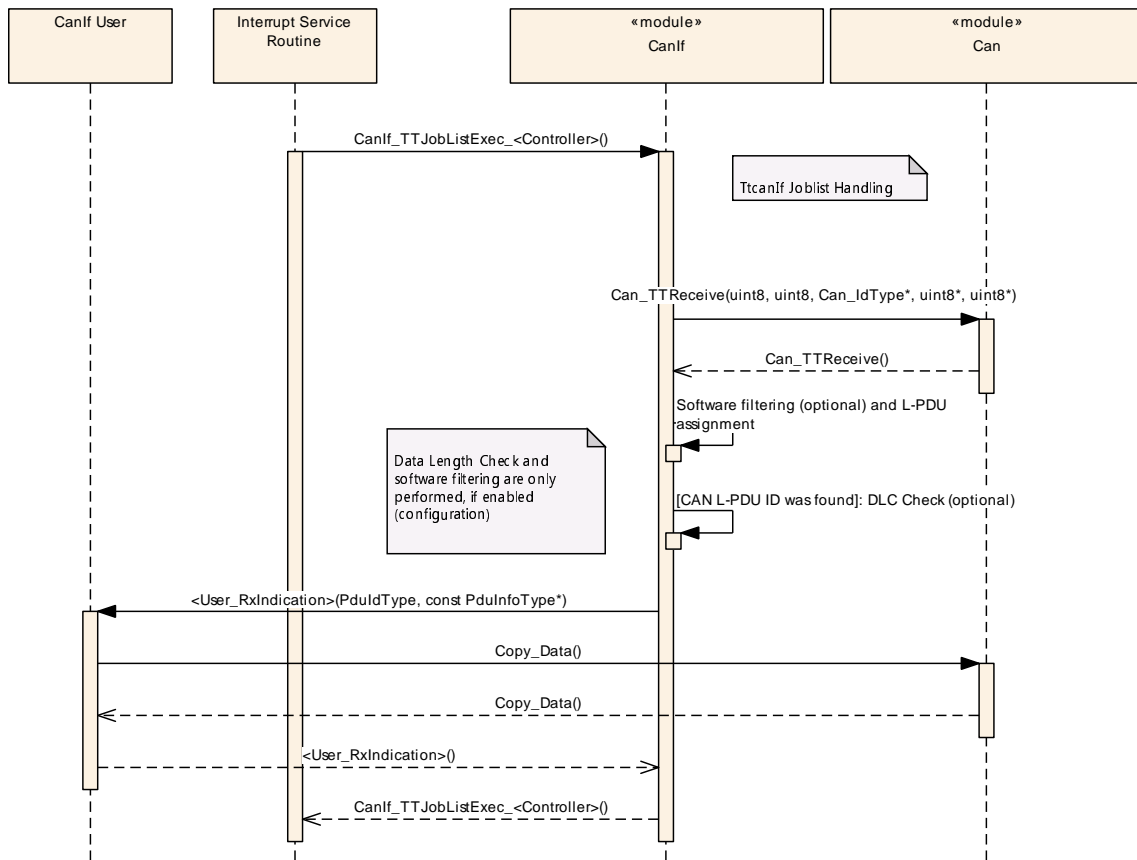 CanIf User
Interrupt Service
Routine
«module»
CanIf
«module»
Can
CanIf_TTJobListExec_<Controller>()
TtcanIf Joblist Handling
Can_TTReceive(uint8, uint8, Can_IdType*, uint8*, uint8*)
Can_TTReceive()
Software filtering (optional) and L-PDU
assignment
Data Length Check and
software filtering are only
performed, if enabled
(configuration)
[CAN L-PDU ID was found]: DLC Check (optional)
<User_RxIndication>(PduIdType, const PduInfoType*)
Copy_Data()
Copy_Data()
<User_RxIndication>()
CanIf_TTJobListExec_<Controller>()